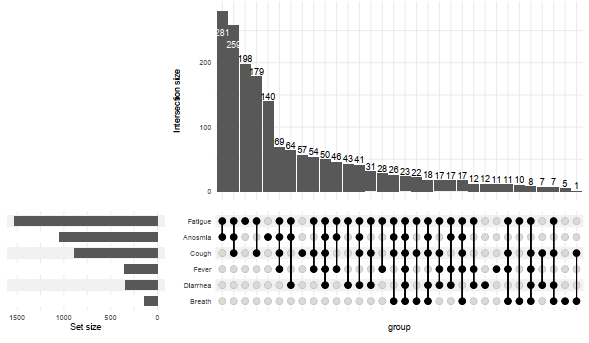 Intersection size
200
100
0
281
259
198
179
140
69 64 57 54 50 46 43 41 31 28 26 23 22 18 17 17 17 12 12 11 11 10 8 7 7 5 1
Fatigue
Anosmia
Cough
Fever
Diarrhea
Breath
1500 1000 500 0
Set size
group